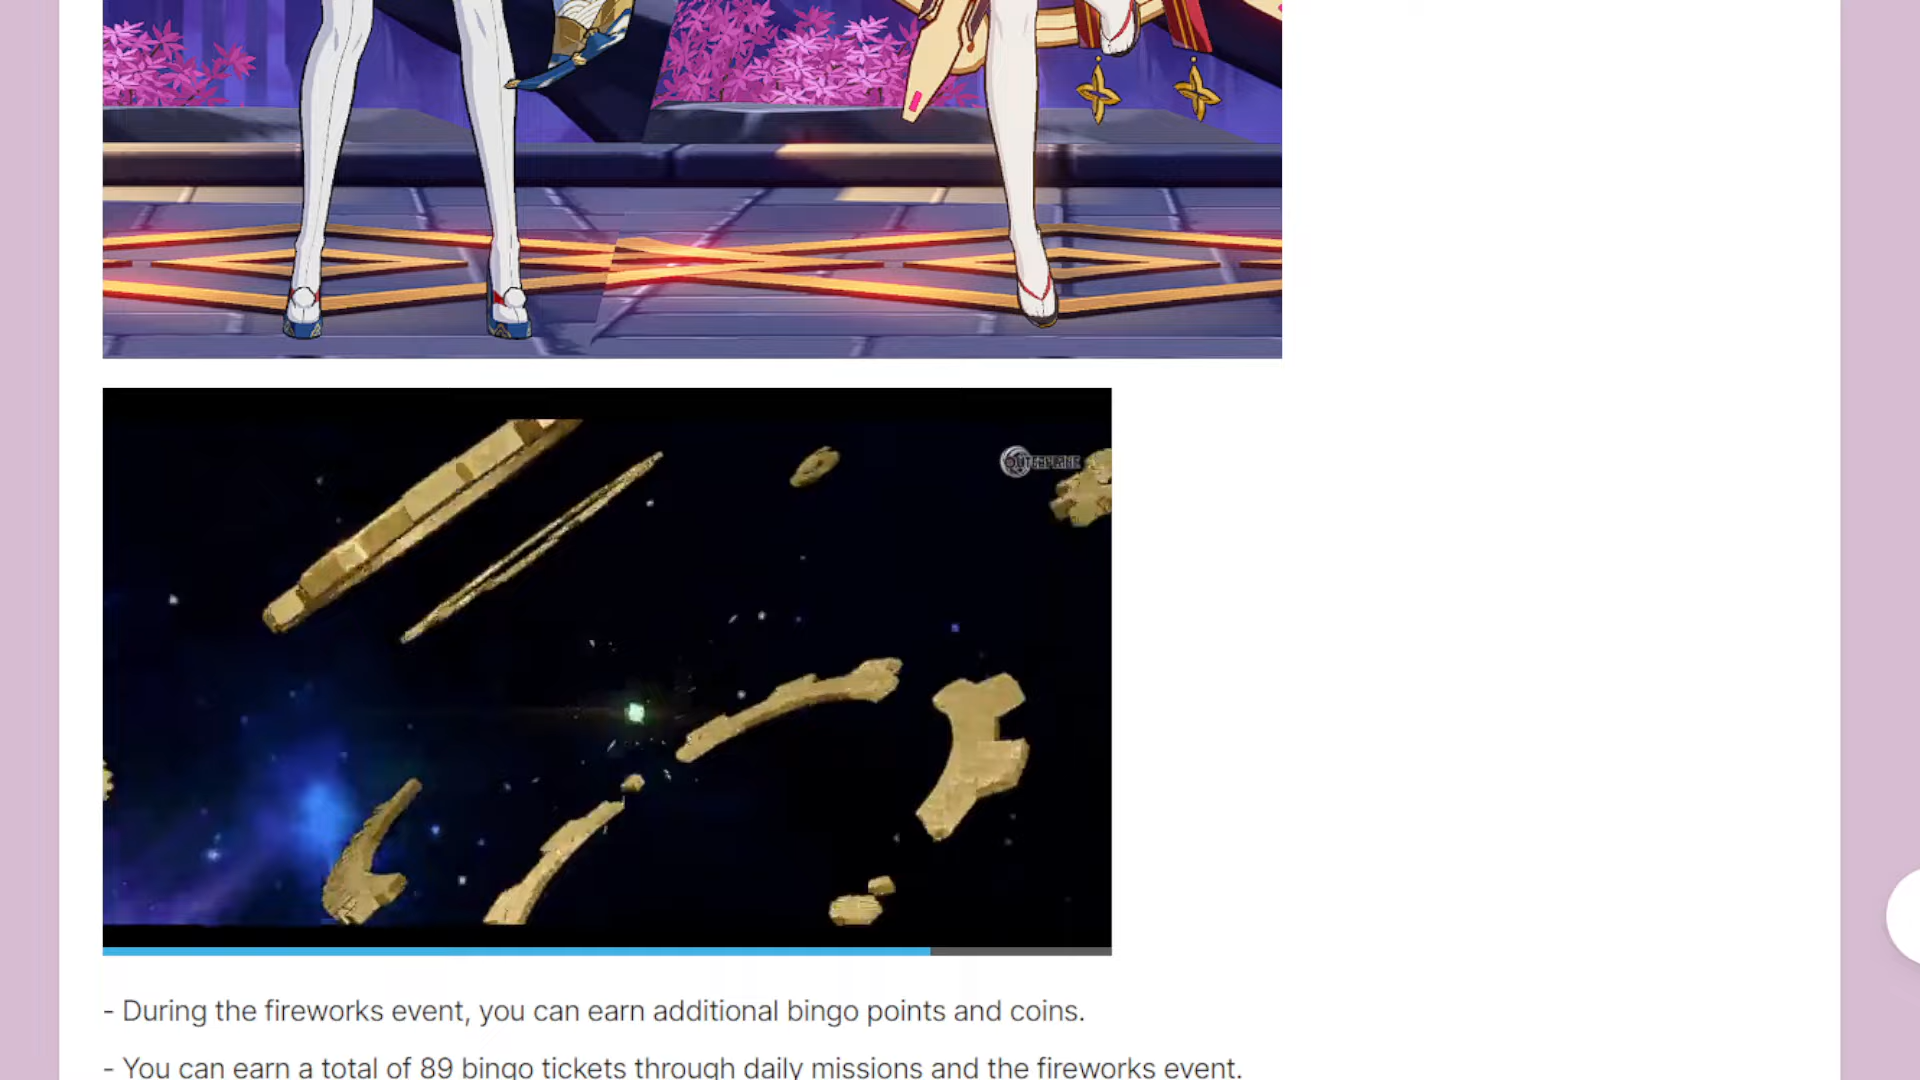 OUTERPLANE
- During the fireworks event, you can earn additional bingo points and coins.
- You can earn a total of 89 bingo tickets through daily missions and the fireworks event.